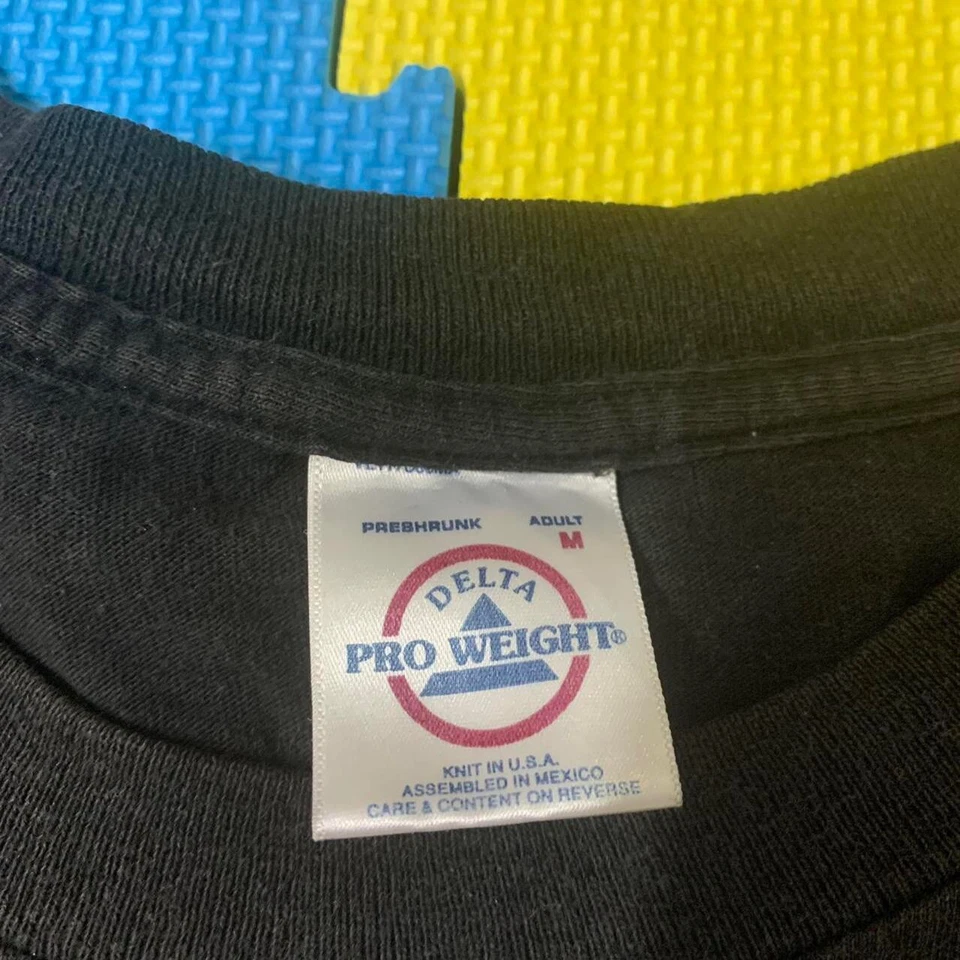 PRESHRUNK ADULT
M
DELTA
PRO WEIGHT®
KNIT IN U.S.A.
ASSEMBLED IN MEXICO
CARE & CONTENT ON REVERSE